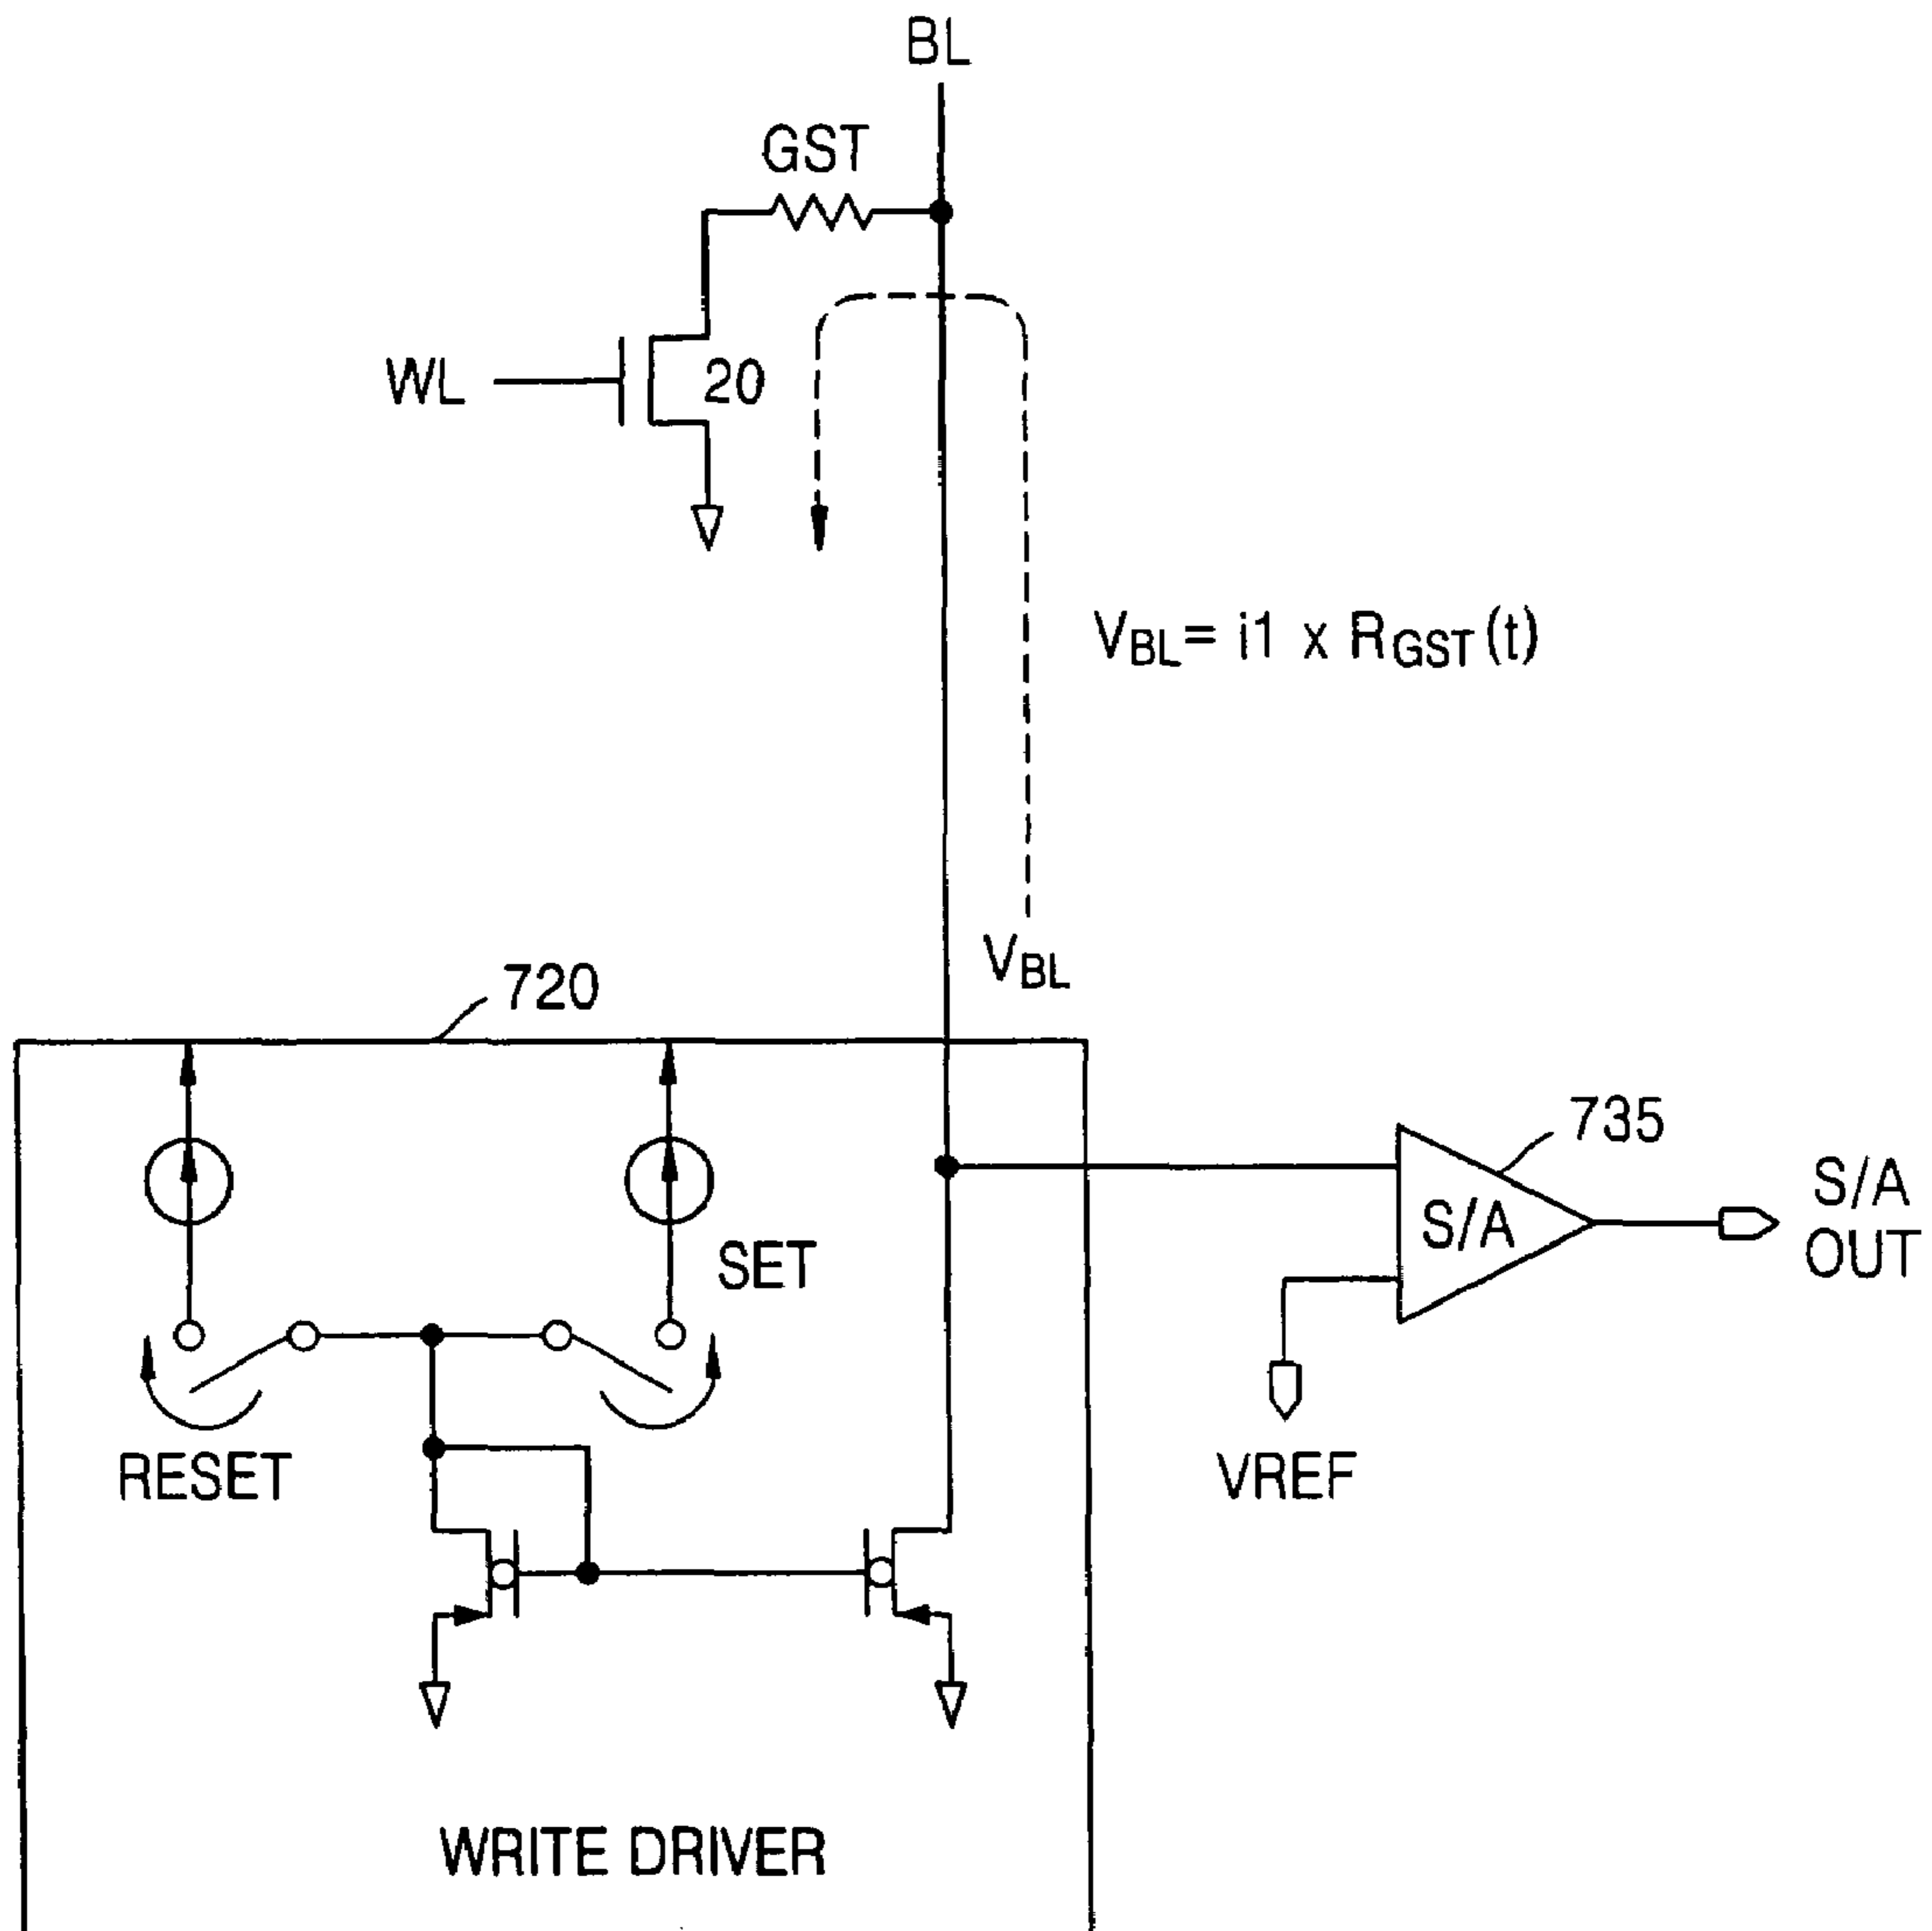 BL
GST
WL
20
VBL= i1 x RGST(t)
VBL
720
735
S/A
S/A
OUT
SET
RESET
VREF
WRITE DRIVER